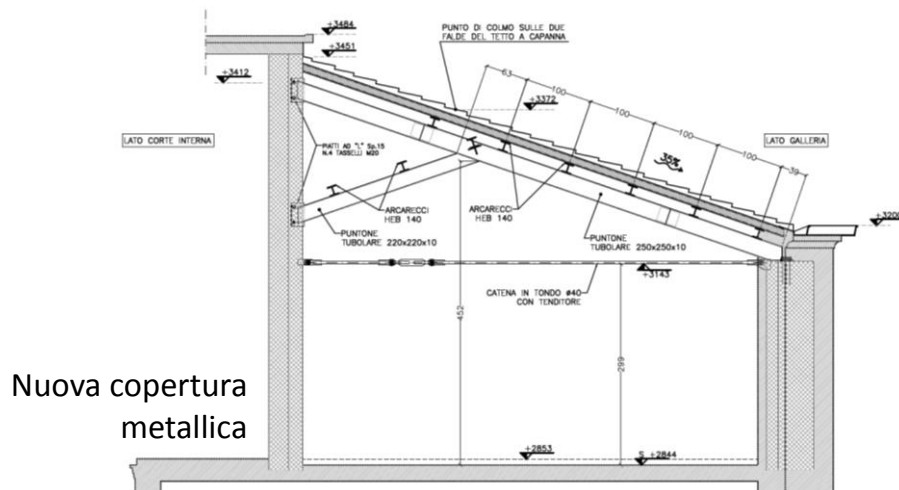 +3484
+3451
+3412
PUNTO DI COLMO SULLE DUE
FALDE DEL TETTO A CAPANNA
63
100
100
100
100
39
+3372
35%
LATO CORTE INTERNA
LATO GALLERIA
PIATTI AD "L" Sp.15
N.4 TASSELLI M20
ARCARECCI
HEB 140
ARCARECCI
HEB 140
PUNTONE
TUBOLARE 220x220x10
PUNTONE
TUBOLARE 250x250x10
+3143
CATENA IN TONDO ø40
CON TENDITORE
452
299
Nuova copertura
metallica
+2853
S. +2844